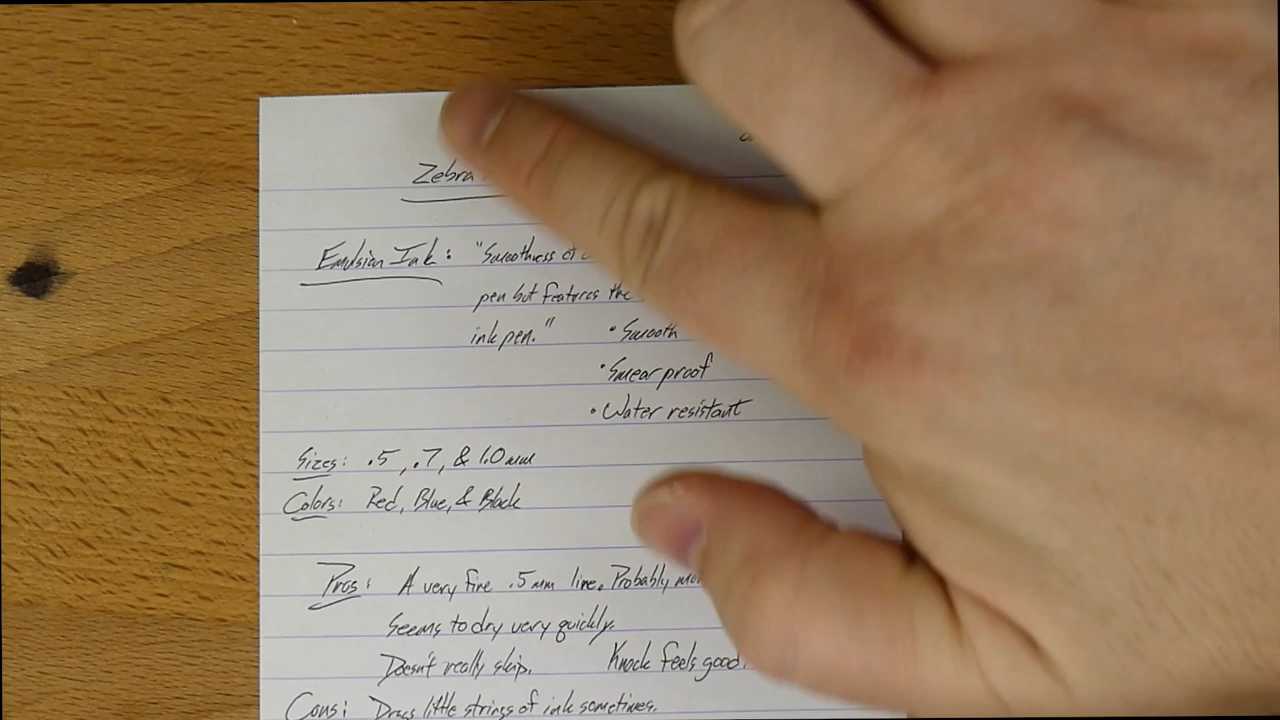 Zebra
Emulsion Ink: "Smoothness of
pen but features the
ink pen." • Smooth
• Smear proof
• Water resistant
Sizes: .5, .7, & 1.0 mm
Colors: Red, Blue, & Black
Pros: A very fine .5mm line. Probably
Seems to dry very quickly.
Doesn't really skip. Knock feels good.
Cons: Drags little strings of ink sometimes.